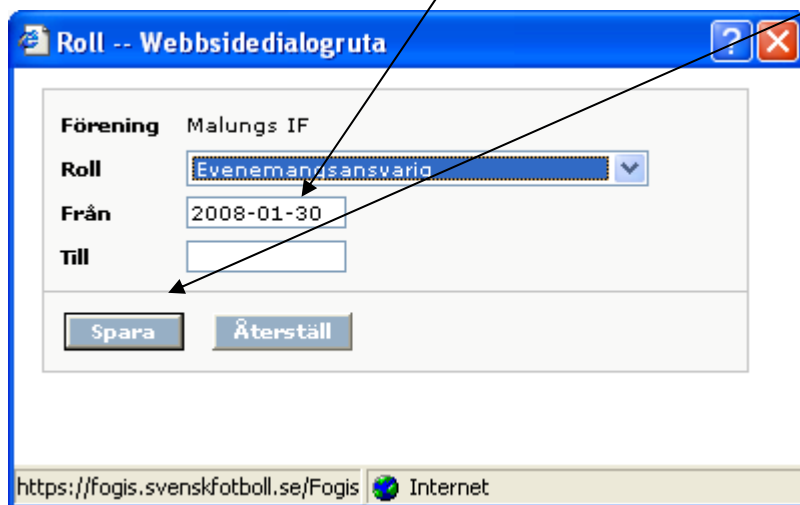 Roll -- Webbsidedialogruta
Förening Malungs IF
Roll Evenemangsansvarig
Från 2008-01-30
Till
Spara Återställ
https://fogis.svenskfotboll.se/Fogis Internet